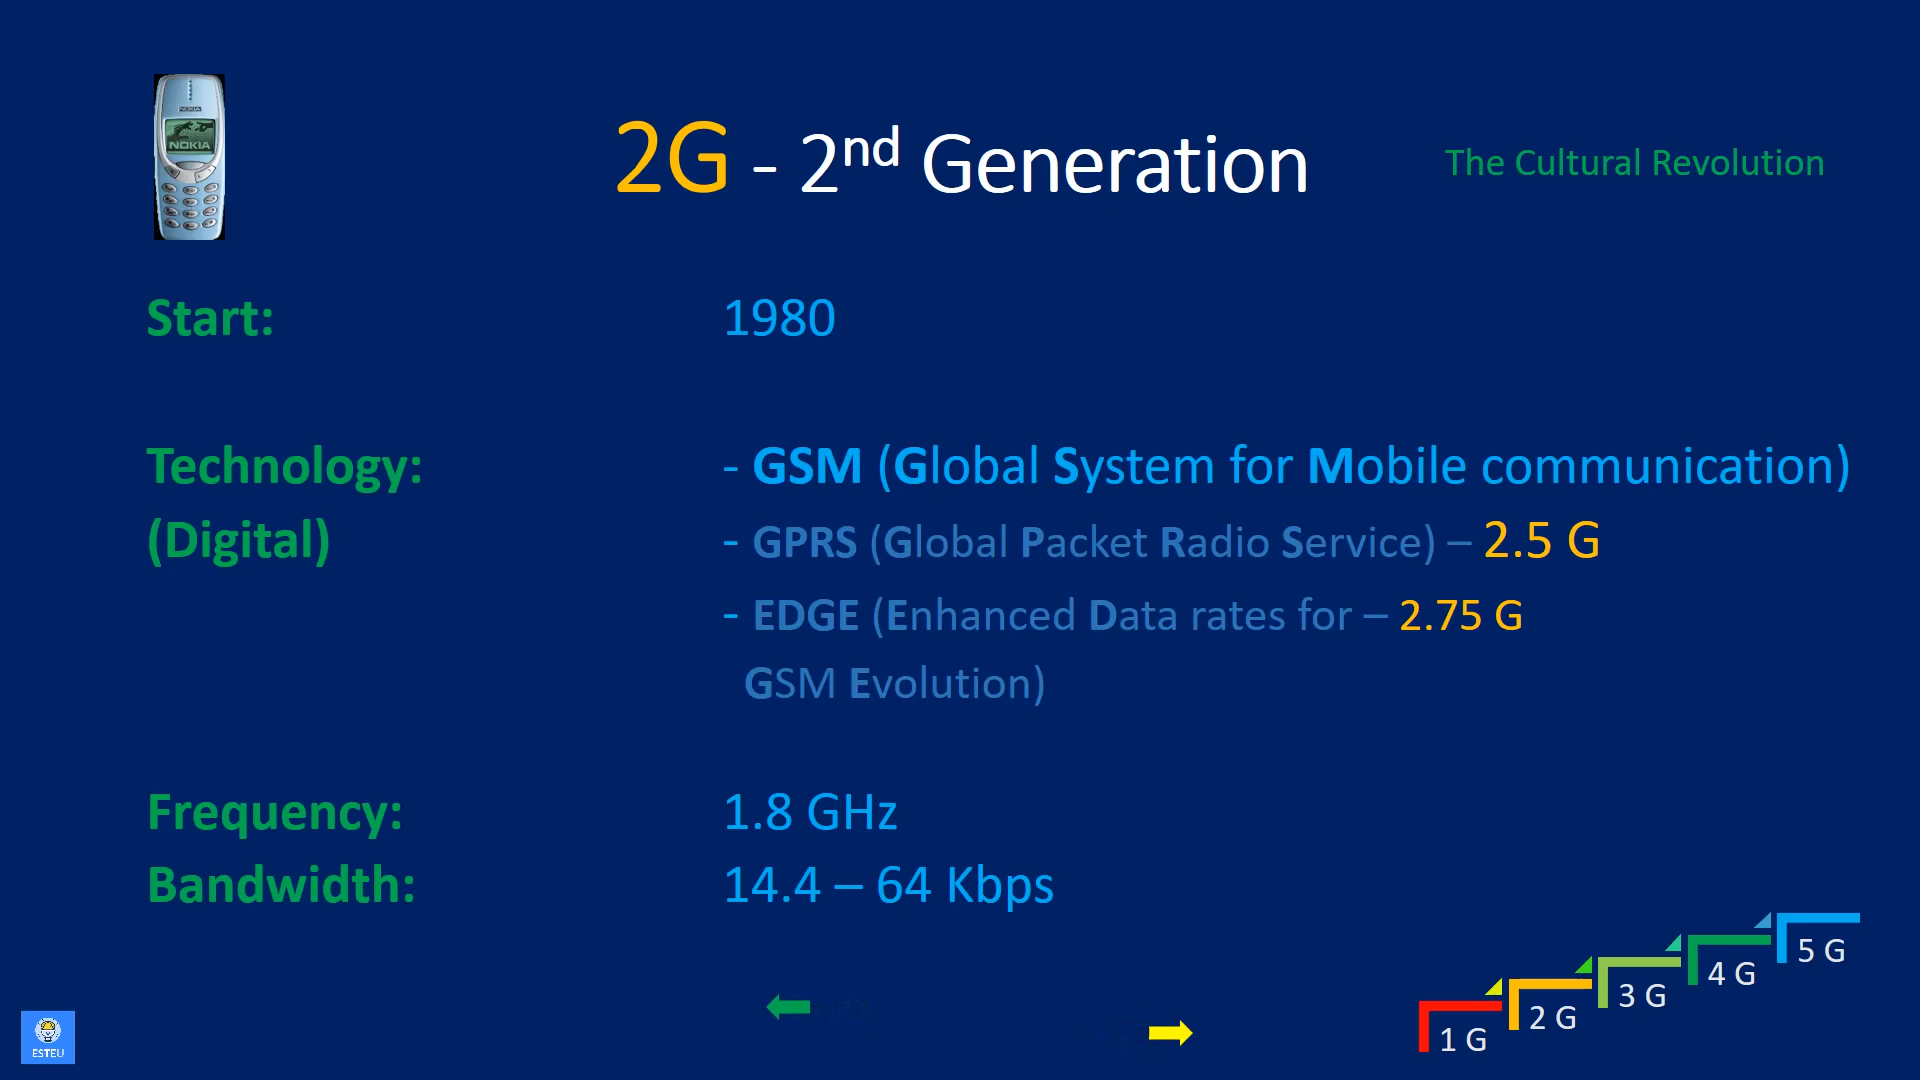 2G - 2nd Generation
The Cultural Revolution
NOKIA
NOKIA
Start: 1980
Technology: - GSM (Global System for Mobile communication)
(Digital) - GPRS (Global Packet Radio Service) – 2.5 G
- EDGE (Enhanced Data rates for – 2.75 G
GSM Evolution)
Frequency: 1.8 GHz
Bandwidth: 14.4 – 64 Kbps
5 G
4 G
3 G
2 G
1 G
ESTEU